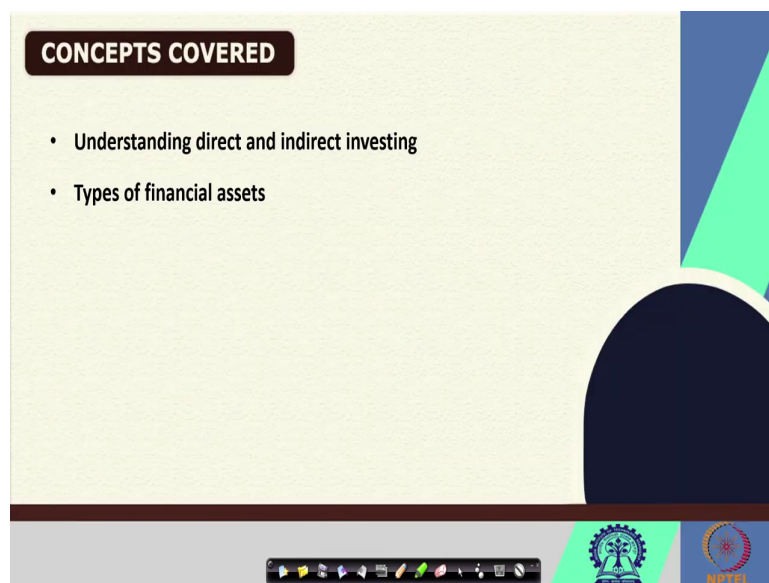 CONCEPTS COVERED
• Understanding direct and indirect investing
• Types of financial assets
NPTEL